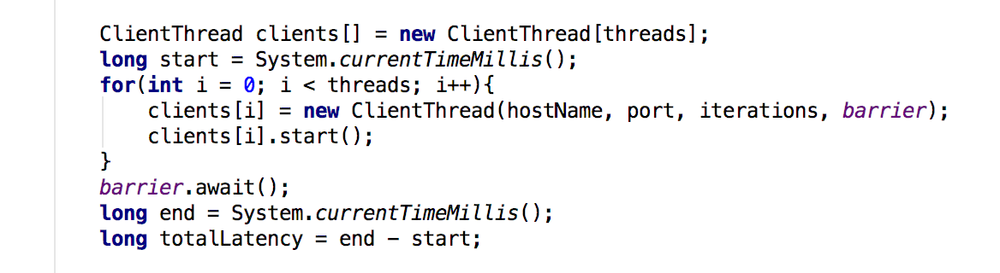 ClientThread clients[] = new ClientThread[threads];
long start = System.currentTimeMillis();
for(int i = 0; i < threads; i++){
    clients[i] = new ClientThread(hostName, port, iterations, barrier);
    clients[i].start();
}
barrier.await();
long end = System.currentTimeMillis();
long totalLatency = end - start;